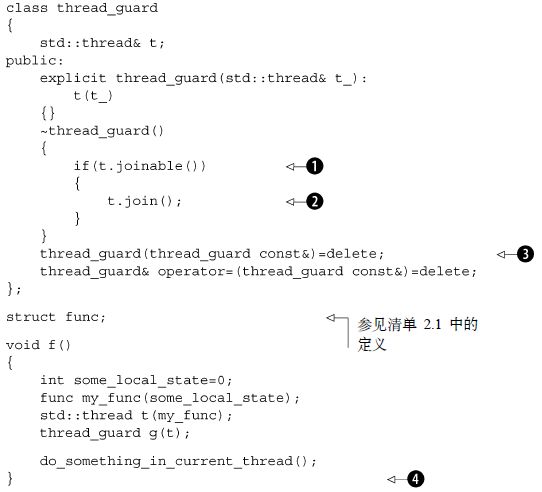 class thread_guard
{
    std::thread& t;
public:
    explicit thread_guard(std::thread& t_):
        t(t_)
    {}
    ~thread_guard()
    {
        if(t.joinable()) ❶
        {
            t.join(); ❷
        }
    }
    thread_guard(thread_guard const&)=delete; ❸
    thread_guard& operator=(thread_guard const&)=delete;
};
struct func;
参见清单 2.1 中的
定义
void f()
{
    int some_local_state=0;
    func my_func(some_local_state);
    std::thread t(my_func);
    thread_guard g(t);
    do_something_in_current_thread();
} ❹